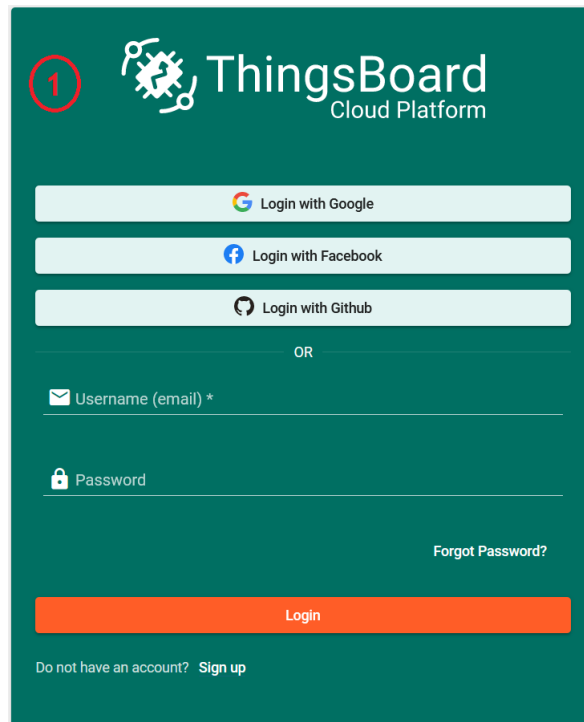 1
ThingsBoard
Cloud Platform
Login with Google
Login with Facebook
Login with Github
OR
Username (email) *
Password
Forgot Password?
Login
Do not have an account? Sign up